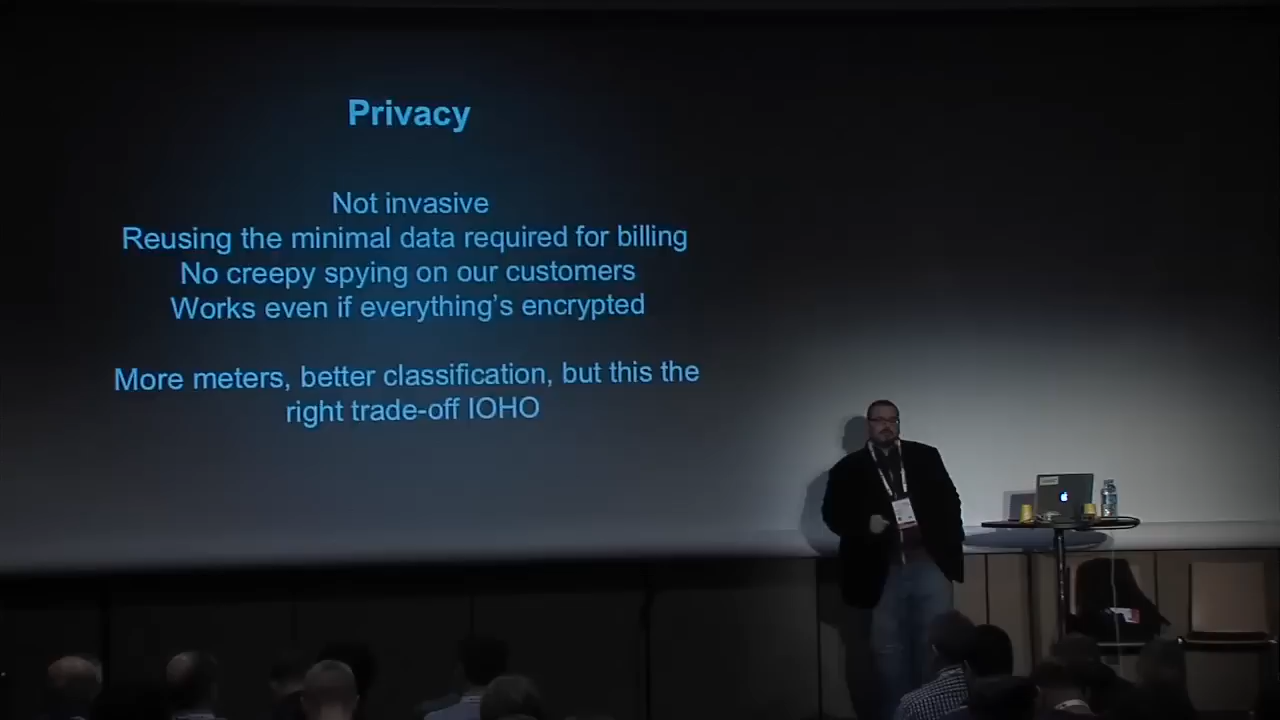 Privacy
Not invasive
Reusing the minimal data required for billing
No creepy spying on our customers
Works even if everything’s encrypted
More meters, better classification, but this the
right trade-off IOHO